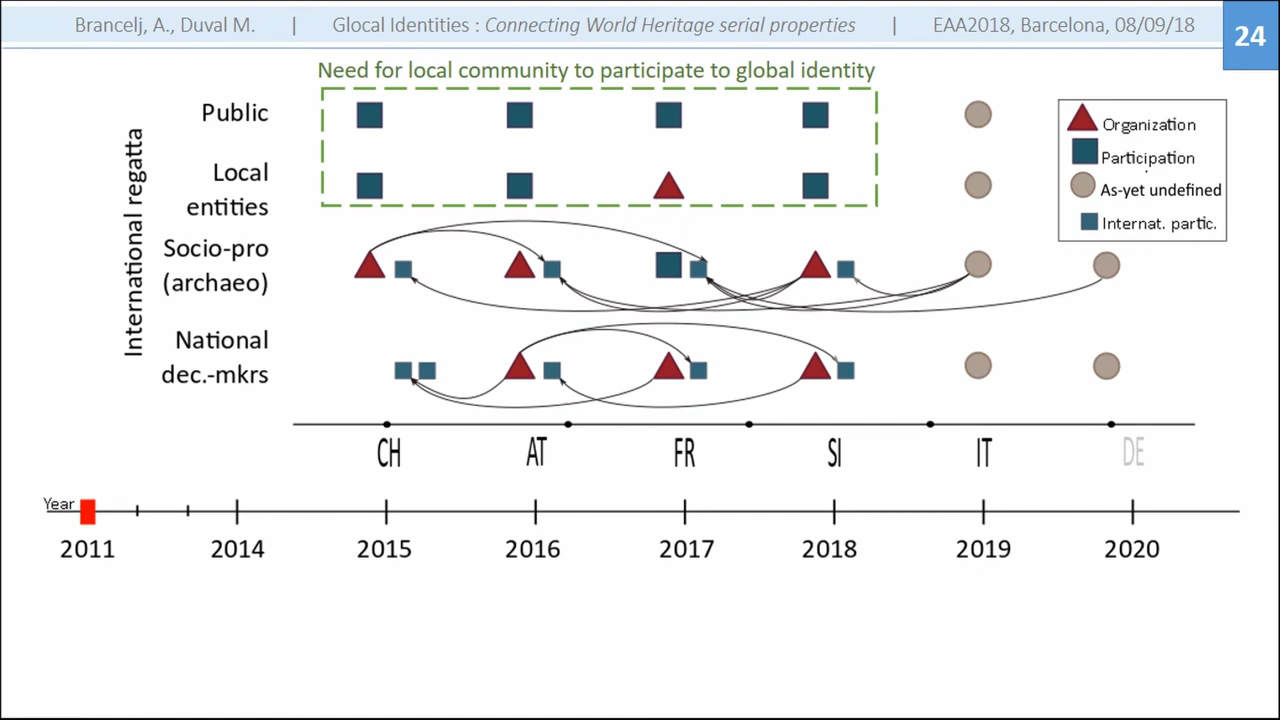 Brancelj, A., Duval M. | Glocal Identities : Connecting World Heritage serial properties | EAA2018, Barcelona, 08/09/18
24
Need for local community to participate to global identity
International regatta
Public
Local
entities
Socio-pro
(archaeo)
National
dec.-mkrs
Organization
Participation
As-yet undefined
Internat. partic.
CH AT FR SI IT DE
Year
2011 2014 2015 2016 2017 2018 2019 2020